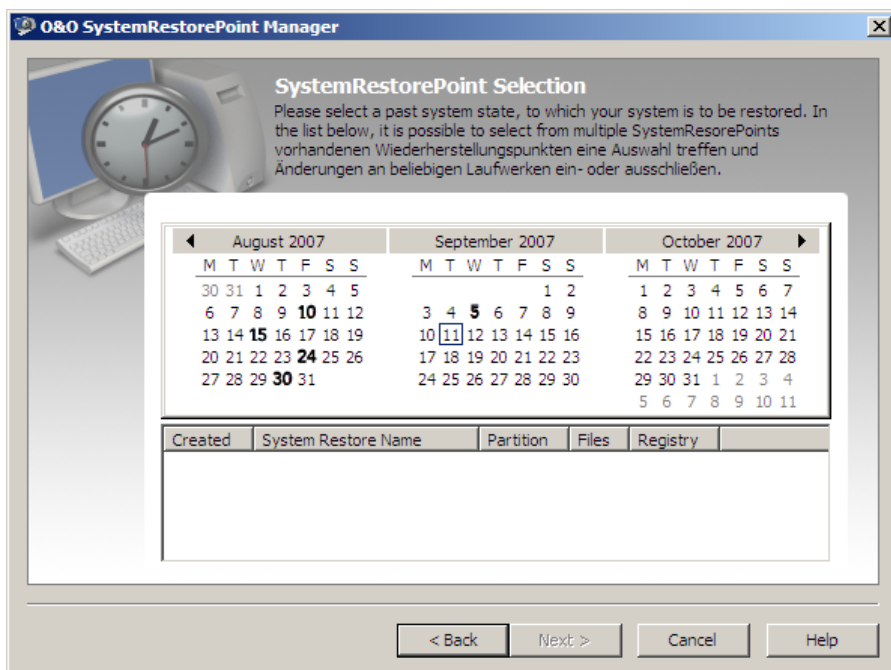 O&O SystemRestorePoint Manager
SystemRestorePoint Selection
Please select a past system state, to which your system is to be restored. In
the list below, it is possible to select from multiple SystemResorePoints
vorhandenen Wiederherstellungspunkten eine Auswahl treffen und
Änderungen an beliebigen Laufwerken ein- oder ausschließen.
August 2007
M T W T F S S
30 31 1 2 3 4 5
6 7 8 9 10 11 12
13 14 15 16 17 18 19
20 21 22 23 24 25 26
27 28 29 30 31
September 2007
M T W T F S S
1 2
3 4 5 6 7 8 9
10 11 12 13 14 15 16
17 18 19 20 21 22 23
24 25 26 27 28 29 30
October 2007
M T W T F S S
1 2 3 4 5 6 7
8 9 10 11 12 13 14
15 16 17 18 19 20 21
22 23 24 25 26 27 28
29 30 31 1 2 3 4
5 6 7 8 9 10 11
Created System Restore Name Partition Files Registry
< Back Next > Cancel Help